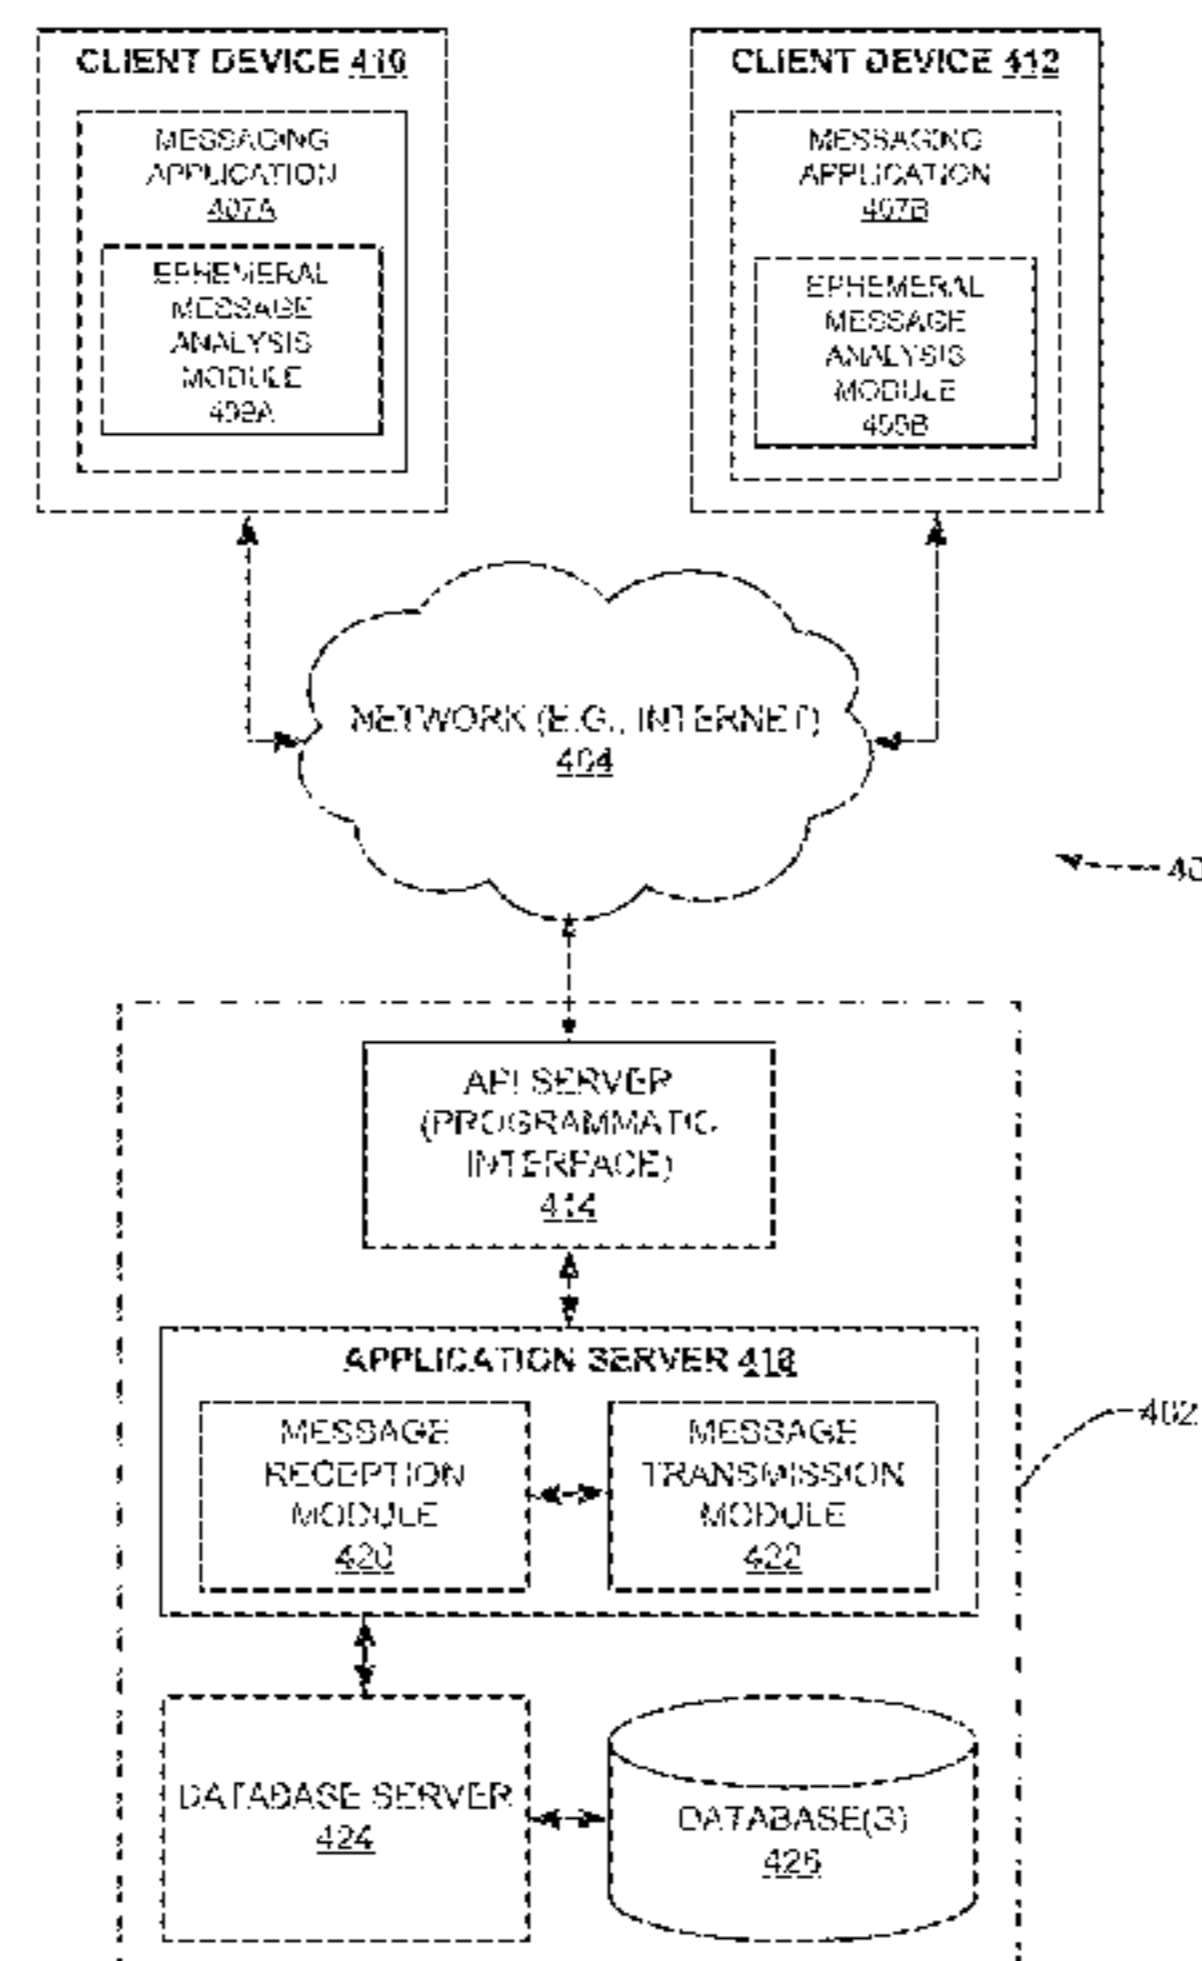 CLIENT DEVICE 410
MESSAGING
APPLICATION
407A
EPHEMERAL
MESSAGE
ANALYSIS
MODULE
CLIENT DEVICE 412
MESSAGING
APPLICATION
407B
EPHEMERAL
MESSAGE
ANALYSIS
MODULE
NETWORK (E.G., INTERNET)
404
40
API SERVER
(PROGRAMMATIC
INTERFACE)
414
APPLICATION SERVER 418
MESSAGE
RECEPTION
MODULE
420
MESSAGE
TRANSMISSION
MODULE
422
402
DATABASE SERVER
424
DATABASE(S)
426